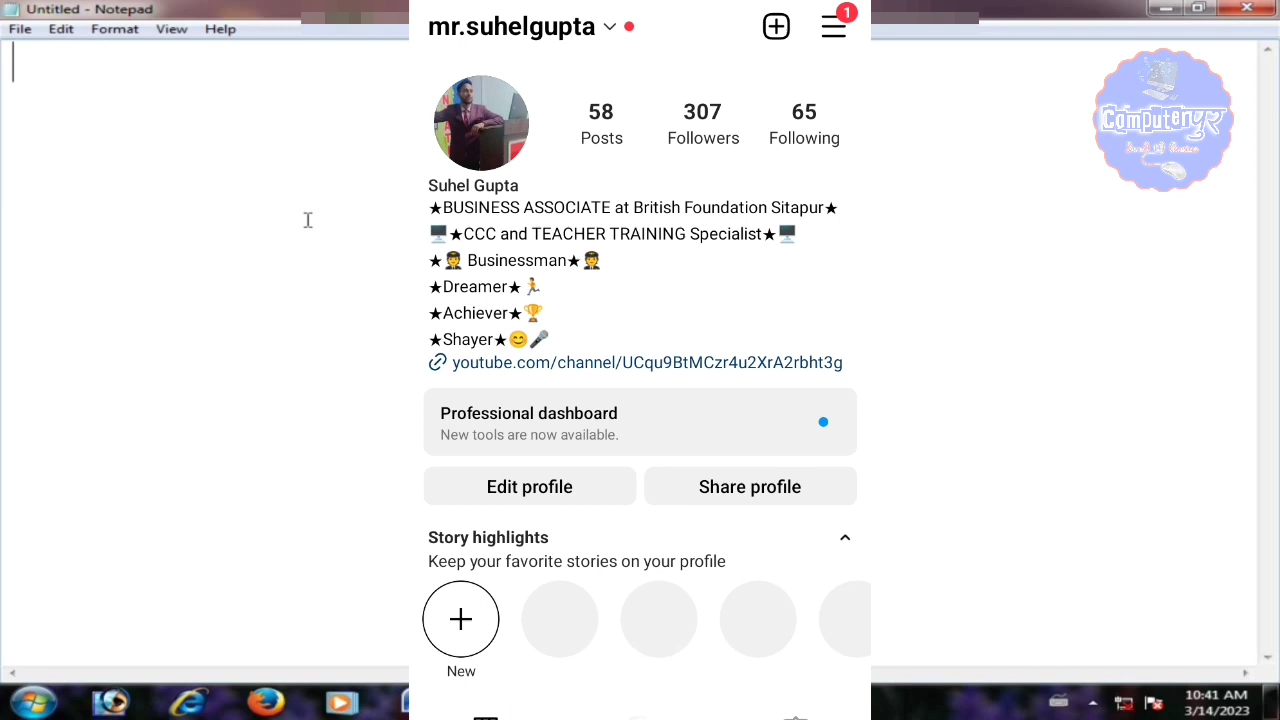 Untitled - Notepad
File Edit Format View Help
mr.suhelgupta
1
58
Posts
307
Followers
65
Following
Suhel Gupta
★BUSINESS ASSOCIATE at British Foundation Sitapur★
🖥️★CCC and TEACHER TRAINING Specialist★🖥️
★🧑‍✈️ Businessman★🧑‍✈️
★Dreamer★🏃
★Achiever★🏆
★Shayer★😊🎤
youtube.com/channel/UCqu9BtMCzr4u2XrA2rbht3g
Professional dashboard
New tools are now available.
Edit profile
Share profile
Story highlights
Keep your favorite stories on your profile
New
10:41 AM
3/14/2023